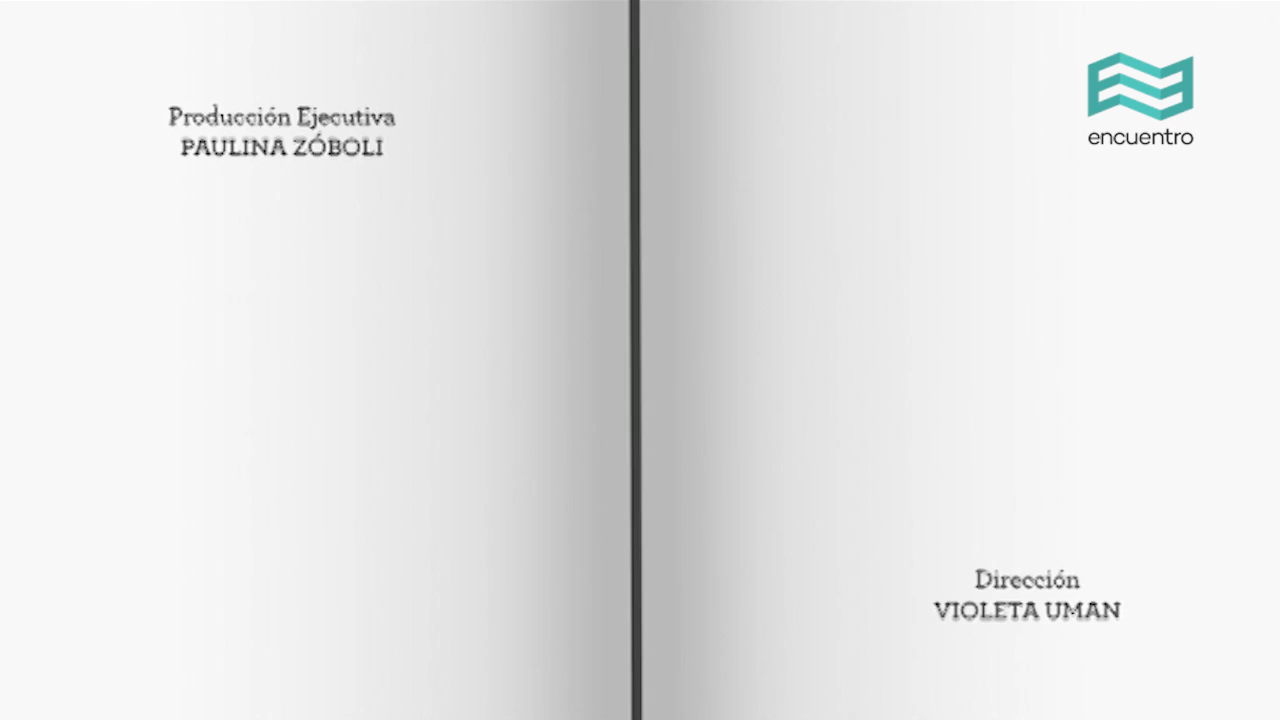 Producción Ejecutiva
PAULINA ZÓBOLI
encuentro
Dirección
VIOLETA UMAN